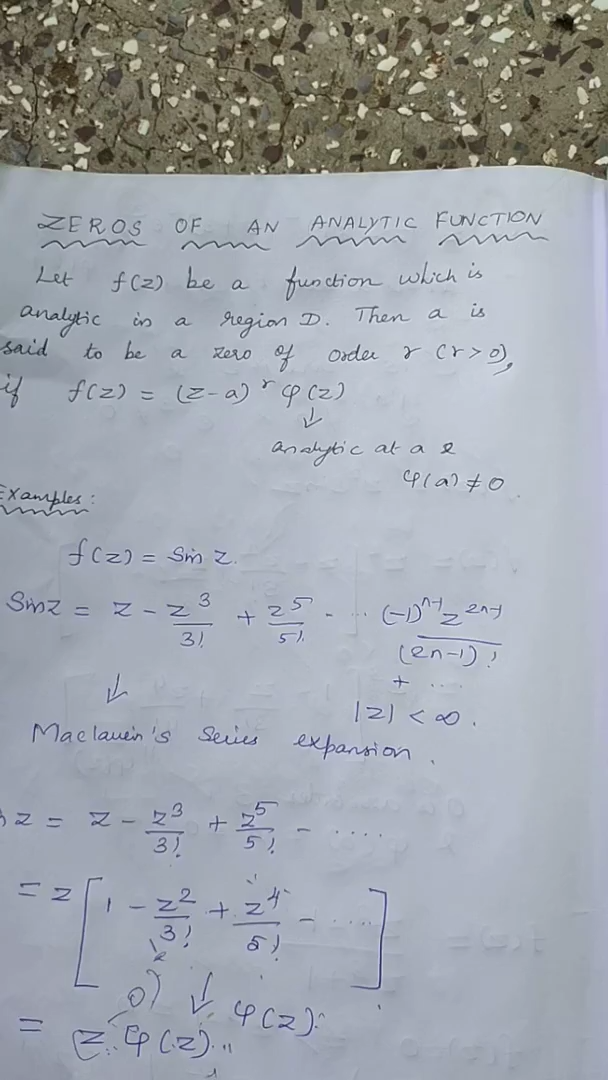 ZEROS OF AN ANALYTIC FUNCTION
Let f(z) be a function which is
analytic in a region D. Then a is
said to be a zero of order r (r > 0),
if f(z) = (z-a)^r φ(z)
↓
analytic at a &
φ(a) ≠ 0.
Examples:
f(z) = Sin z.
Sinz = z - z^3/3! + z^5/5! - ... (-1)^{n-1} z^{2n-1}/(2n-1)!
+ ...
↓
|z| < ∞.
Maclaurin's Series expansion.
z = z - z^3/3! + z^5/5! - ....
= z [ 1 - z^2/3! + z^4/5! - .... ]
0) ↓ φ(z).
= z φ(z)